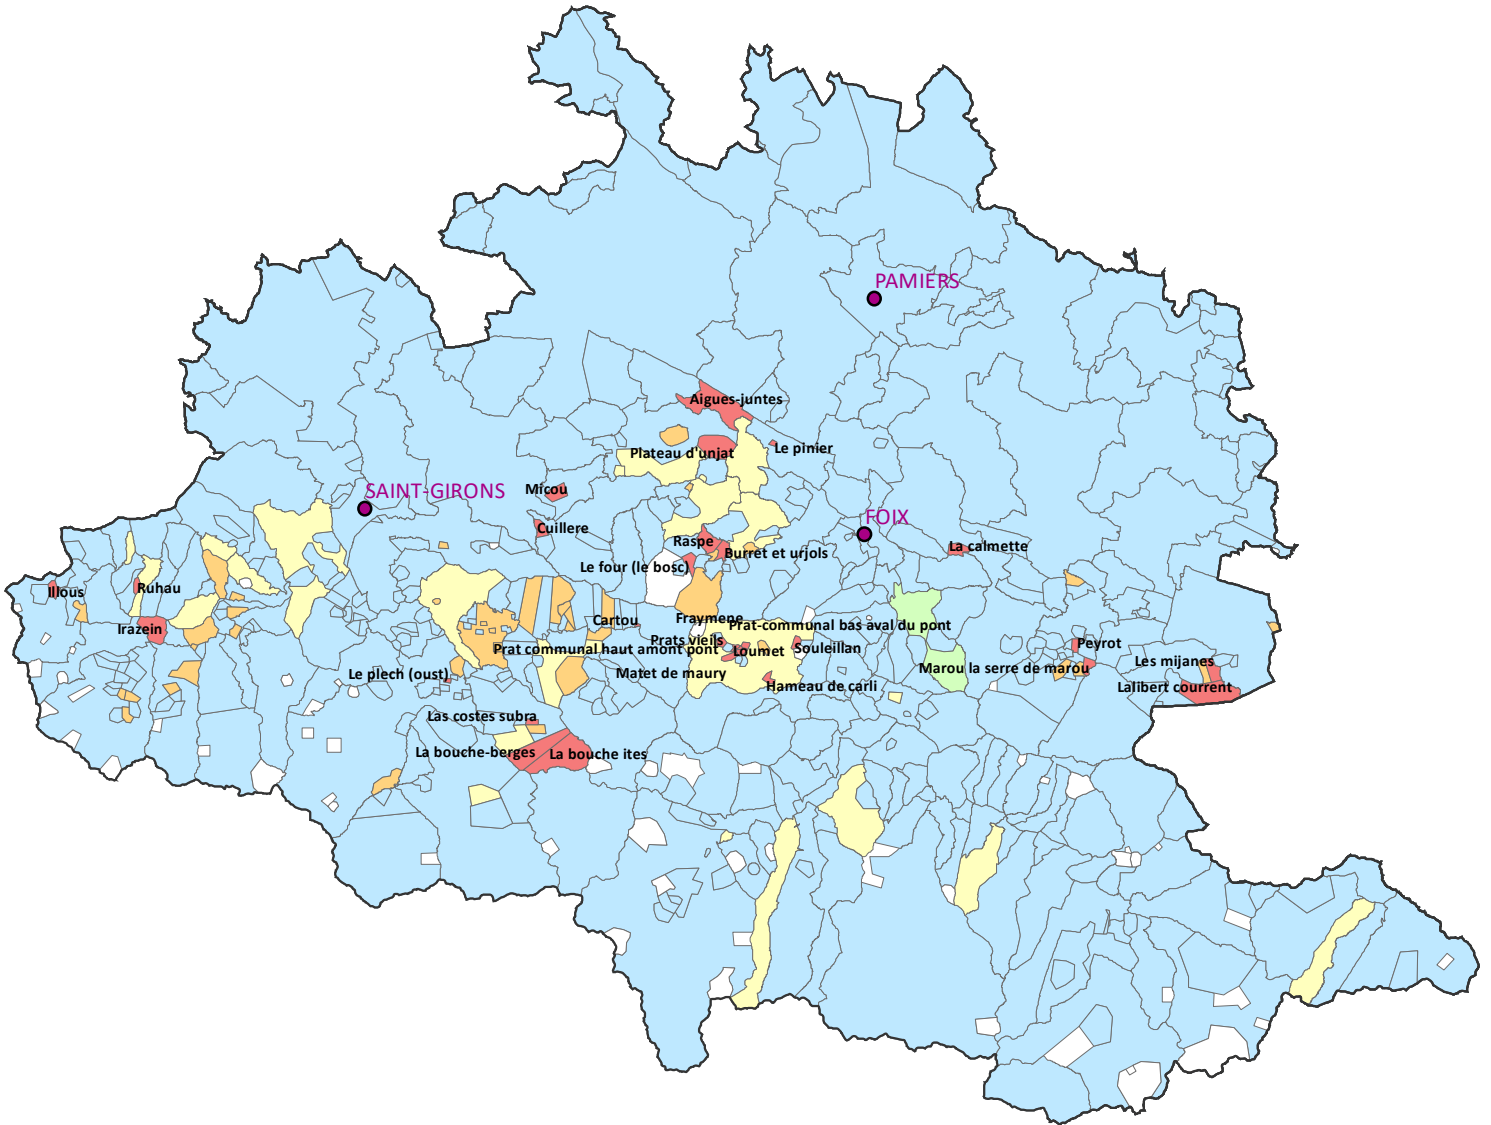 PAMIERS
Aigues-juntes
Le pinier
Plateau d'unjat
SAINT-GIRONS
Micou
FOIX
Cuillere
Raspe
La calmette
Burret et urjols
Le four (le bosc)
Illous
Ruhau
Fraymene
Cartou
Prat-communal bas aval du pont
Irazein
Prats vieils
Peyrot
Prat communal haut amont pont
Loumet
Souleillan
Les mijanes
Marou la serre de marou
Le plech (oust)
Matet de maury
Hameau de carli
Lalibert courrent
Las costes subra
La bouche-berges
La bouche ites